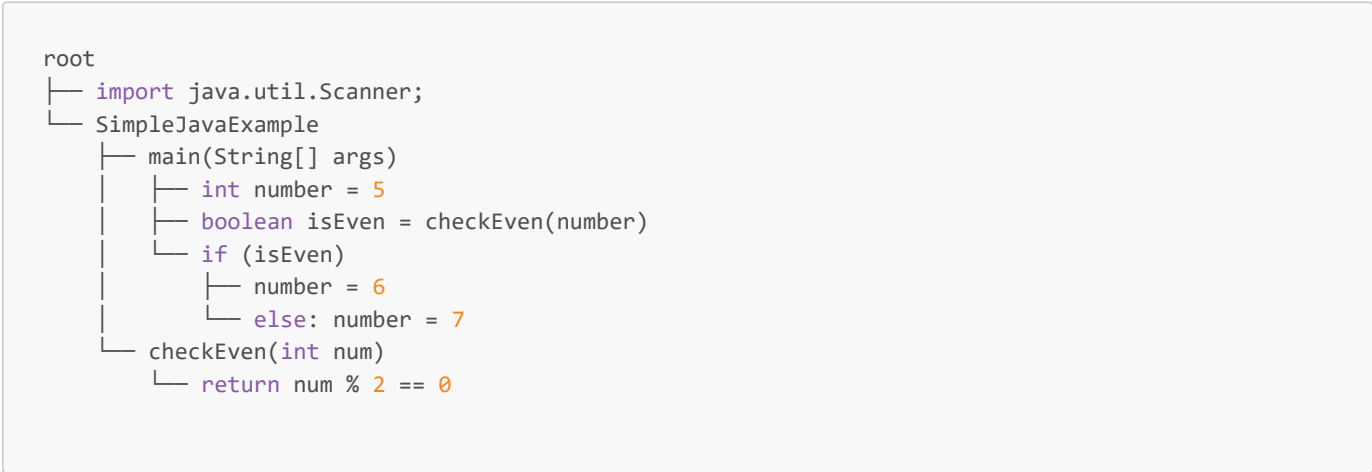 root
├── import java.util.Scanner;
└── SimpleJavaExample
    ├── main(String[] args)
    │   ├── int number = 5
    │   ├── boolean isEven = checkEven(number)
    │   └── if (isEven)
    │       ├── number = 6
    │       └── else: number = 7
    └── checkEven(int num)
        └── return num % 2 == 0